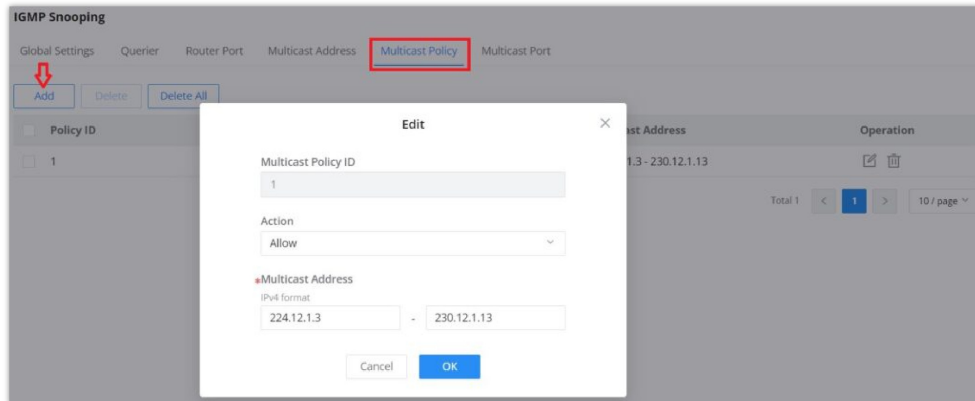 IGMP Snooping
Global Settings Querier Router Port Multicast Address Multicast Policy Multicast Port
Add Delete Delete All
Edit
Policy ID ast Address Operation
1 1.3 - 230.12.1.13
Multicast Policy ID
1
Total 1 < 1 > 10 / page
Action
Allow
*Multicast Address
IPv4 format
224.12.1.3 - 230.12.1.13
Cancel OK